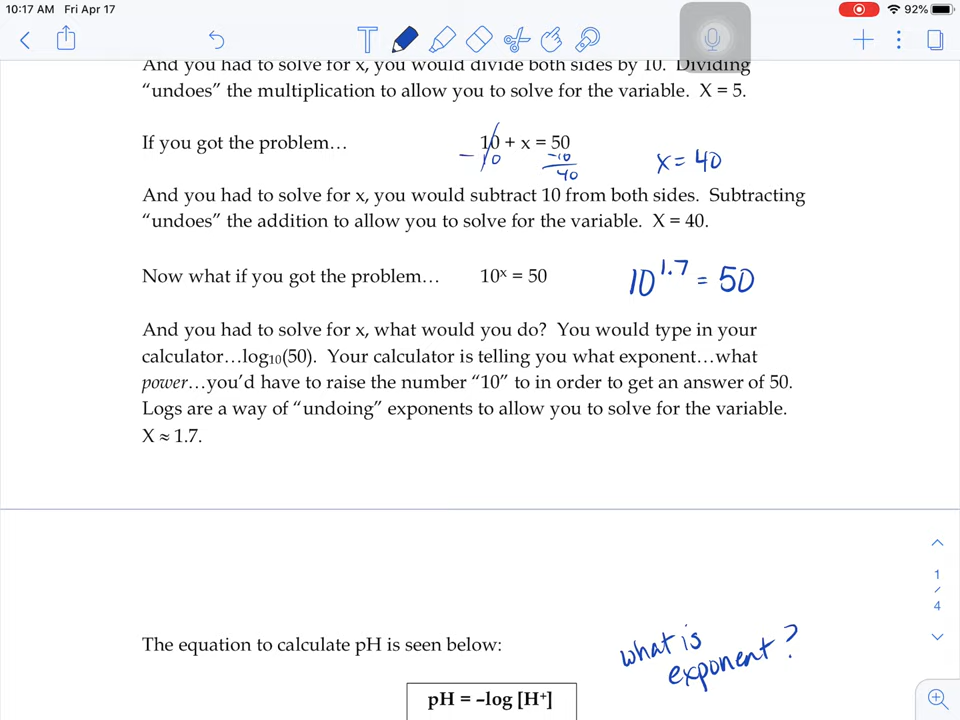 10:17 AM Fri Apr 17
92%
And you had to solve for x, you would divide both sides by 10. Dividing
“undoes” the multiplication to allow you to solve for the variable. X = 5.
If you got the problem… 10 + x = 50
– 10 –10
40
x = 40
And you had to solve for x, you would subtract 10 from both sides. Subtracting
“undoes” the addition to allow you to solve for the variable. X = 40.
Now what if you got the problem… 10ˣ = 50 10^1.7 = 50
And you had to solve for x, what would you do? You would type in your
calculator…log₁₀(50). Your calculator is telling you what exponent…what
power…you’d have to raise the number “10” to in order to get an answer of 50.
Logs are a way of “undoing” exponents to allow you to solve for the variable.
X ≈ 1.7.
1
/
4
The equation to calculate pH is seen below:
what is
exponent?
pH = –log [H⁺]